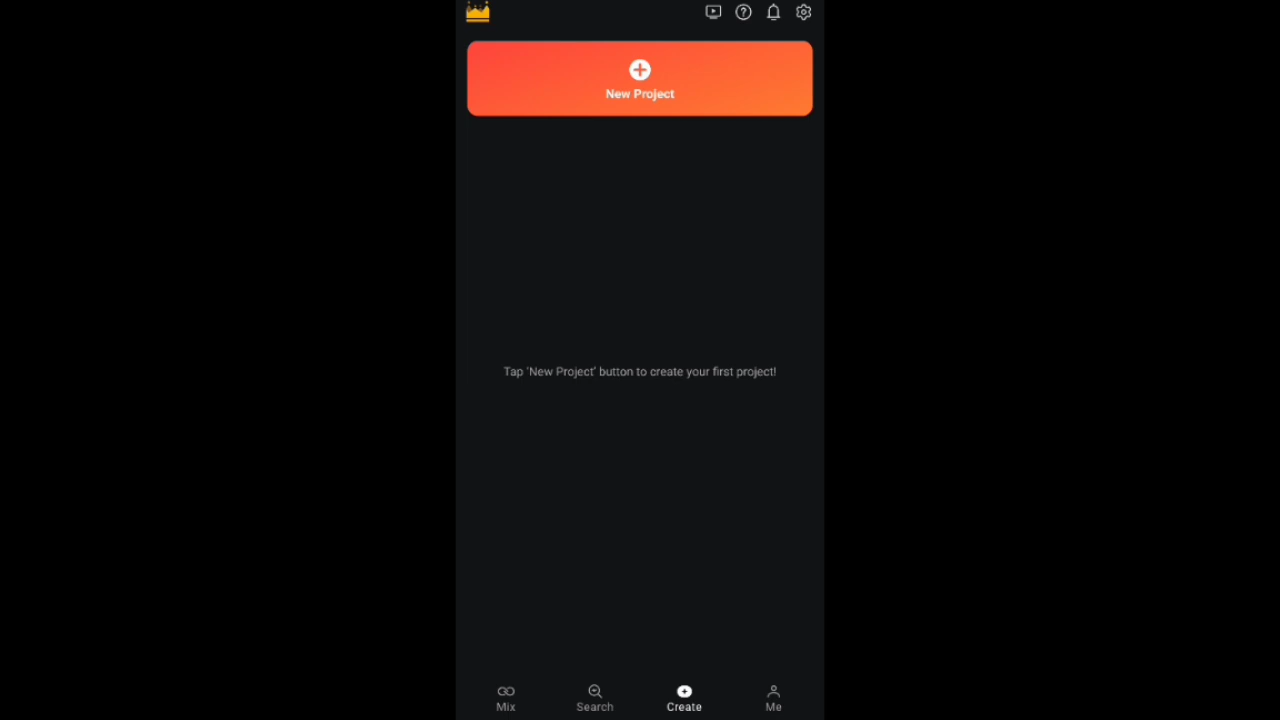 New Project
Tap 'New Project' button to create your first project!
Mix
Search
Create
Me